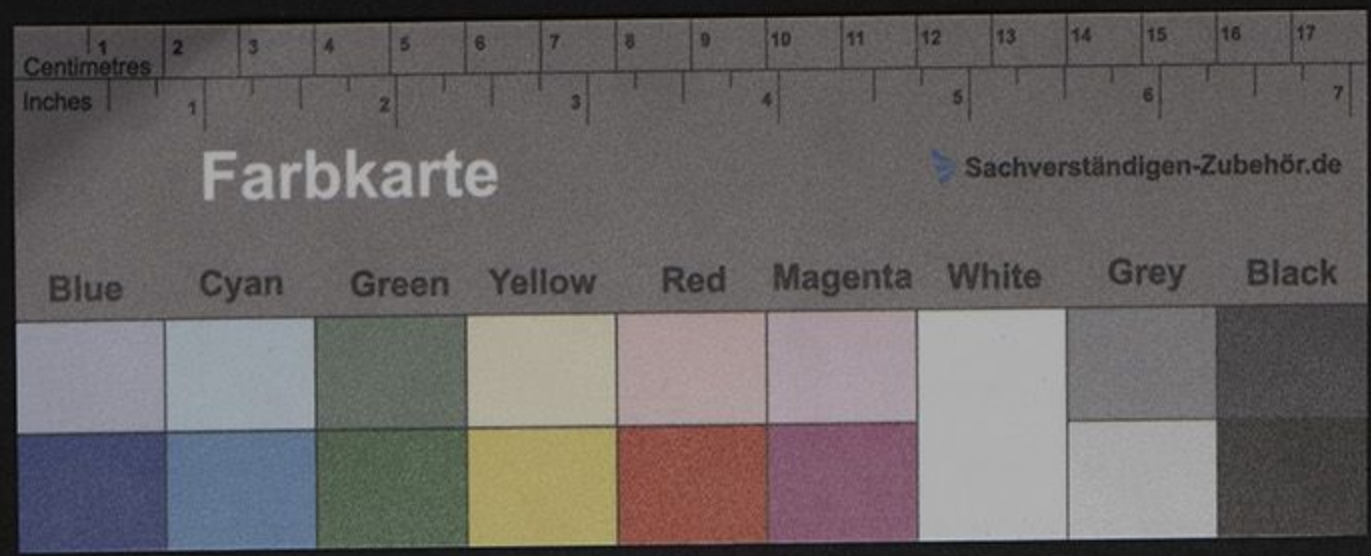 1 2 3 4 5 6 7 8 9 10 11 12 13 14 15 16 17
Centimetres
Inches 1 2 3 4 5 6 7
Farbkarte
Sachverständigen-Zubehör.de
Blue Cyan Green Yellow Red Magenta White Grey Black